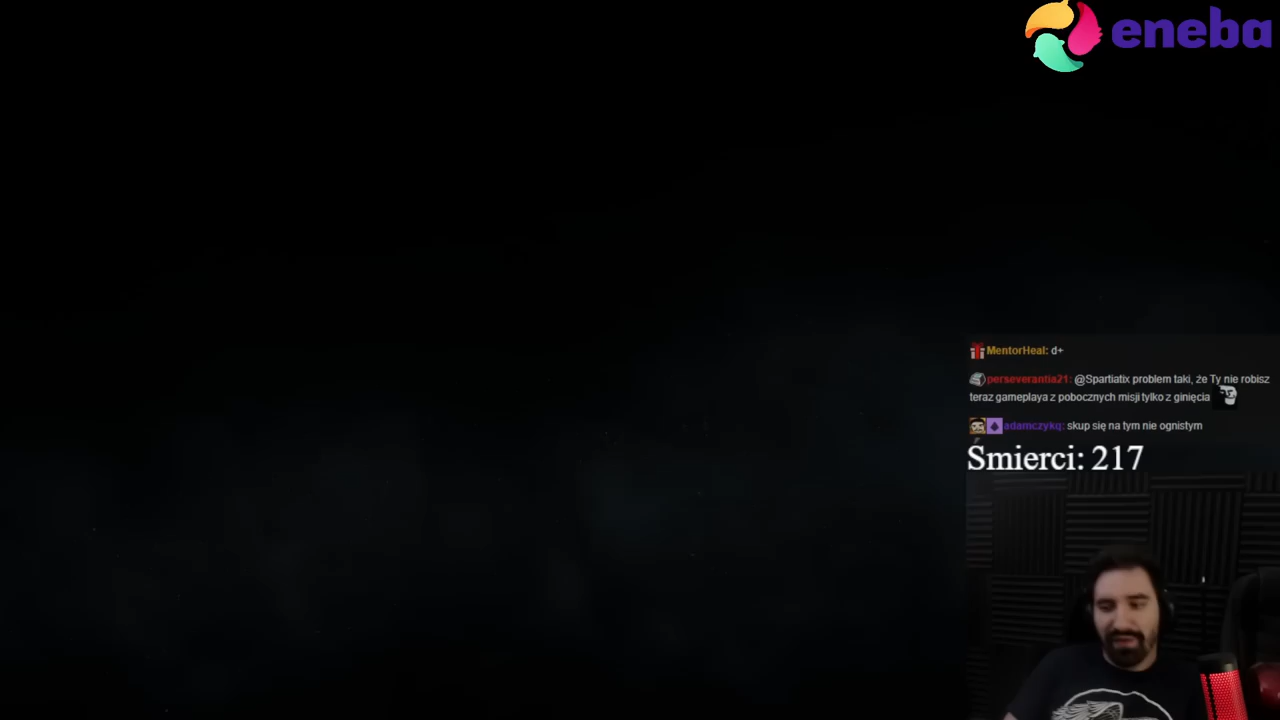 eneba
MentorHeal: d+
perseverantia21: @Spartiatix problem taki, że Ty nie robisz
teraz gameplaya z pobocznych misji tylko z ginięcia
adamczykq: skup się na tym nie ognistym
Śmierci: 217